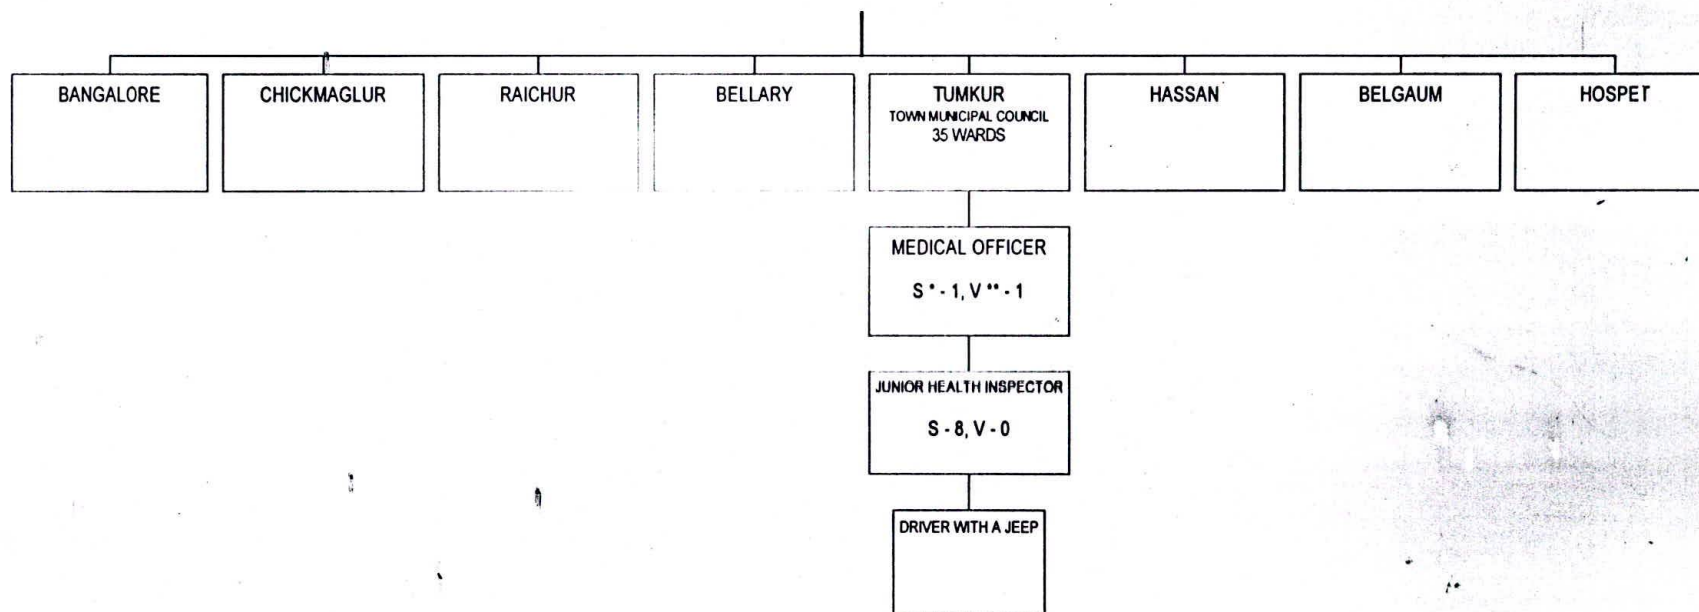 BANGALORE
CHICKMAGLUR
RAICHUR
BELLARY
TUMKUR
TOWN MUNICIPAL COUNCIL
35 WARDS
HASSAN
BELGAUM
HOSPET
MEDICAL OFFICER
S * - 1, V ** - 1
JUNIOR HEALTH INSPECTOR
S - 8, V - 0
DRIVER WITH A JEEP